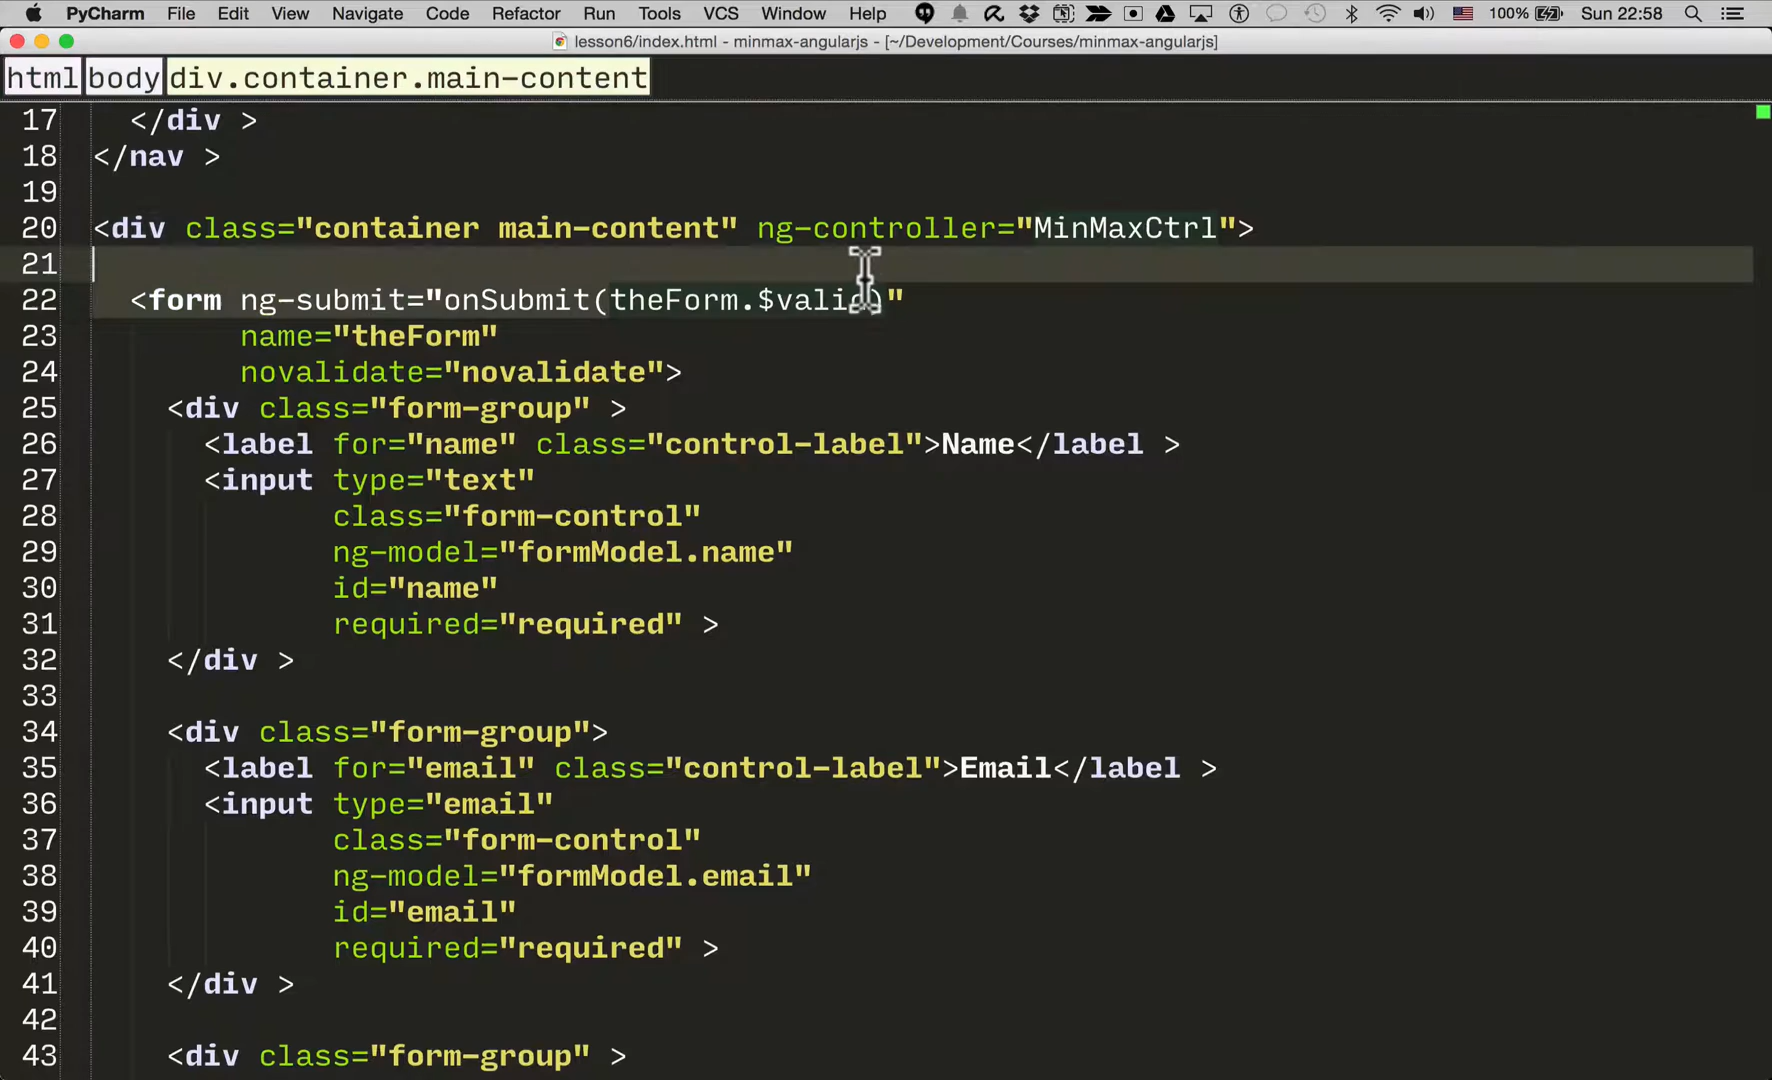 PyCharm File Edit View Navigate Code Refactor Run Tools VCS Window Help 100% Sun 22:58
lesson6/index.html - minmax-angularjs - [~/Development/Courses/minmax-angularjs]
html body div.container.main-content
17 </div >
18 </nav >
19
20 <div class="container main-content" ng-controller="MinMaxCtrl">
21
22 <form ng-submit="onSubmit(theForm.$valid)"
23 name="theForm"
24 novalidate="novalidate">
25 <div class="form-group" >
26 <label for="name" class="control-label">Name</label >
27 <input type="text"
28 class="form-control"
29 ng-model="formModel.name"
30 id="name"
31 required="required" >
32 </div >
33
34 <div class="form-group">
35 <label for="email" class="control-label">Email</label >
36 <input type="email"
37 class="form-control"
38 ng-model="formModel.email"
39 id="email"
40 required="required" >
41 </div >
42
43 <div class="form-group" >